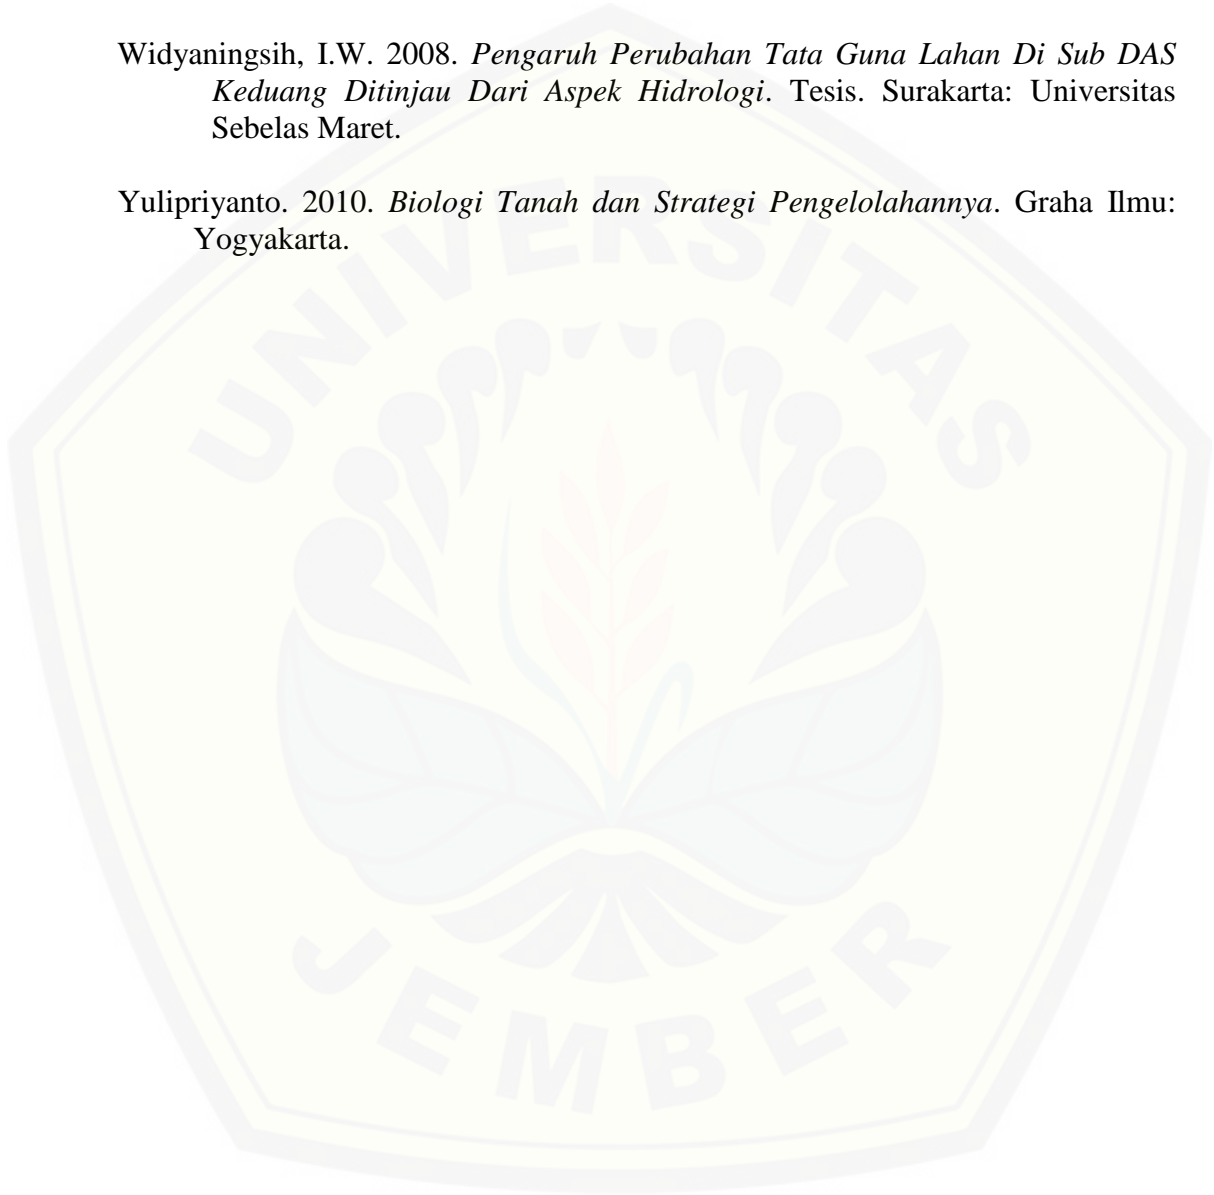 Widyaningsih, I.W. 2008. Pengaruh Perubahan Tata Guna Lahan Di Sub DAS
Keduang Ditinjau Dari Aspek Hidrologi. Tesis. Surakarta: Universitas
Sebelas Maret.
Yulipriyanto. 2010. Biologi Tanah dan Strategi Pengelolahannya. Graha Ilmu:
Yogyakarta.
UNIVERSITAS
JEMBER